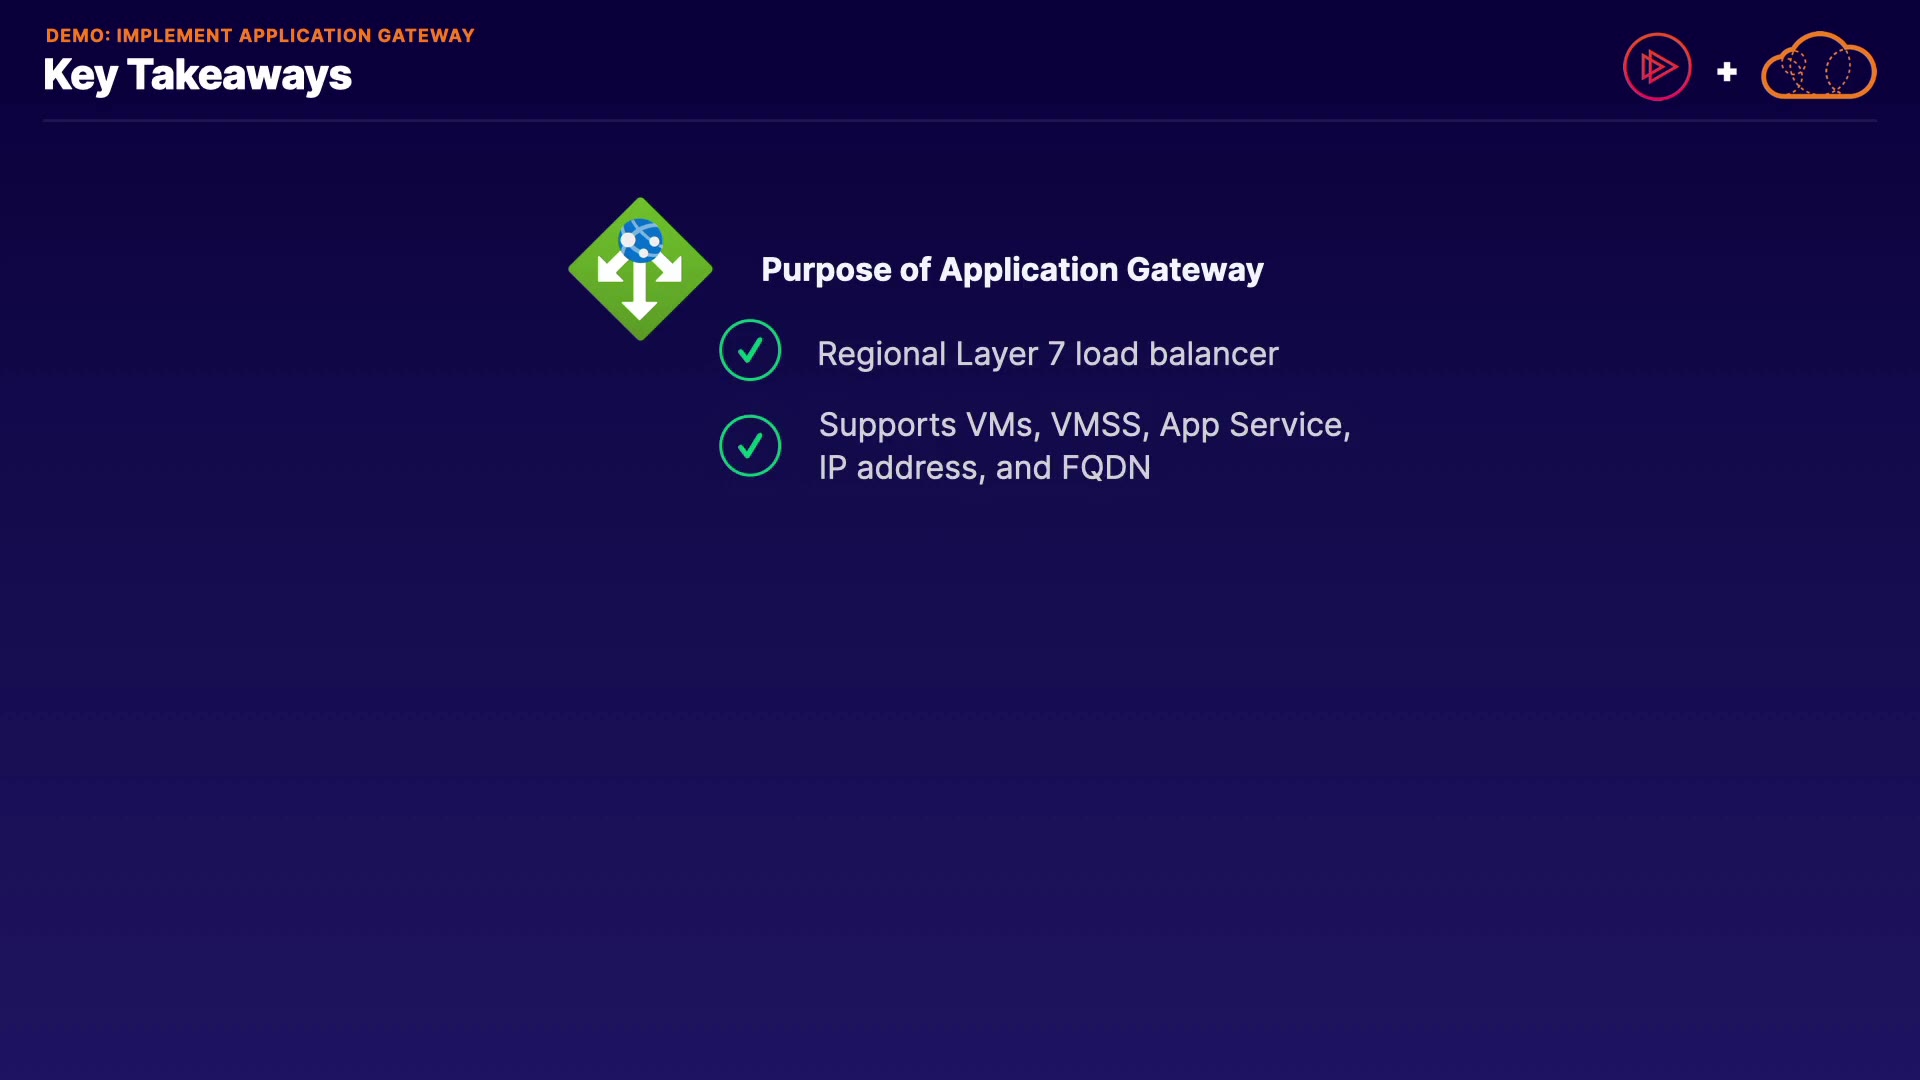 DEMO: IMPLEMENT APPLICATION GATEWAY
Key Takeaways
Purpose of Application Gateway
Regional Layer 7 load balancer
Supports VMs, VMSS, App Service,
IP address, and FQDN